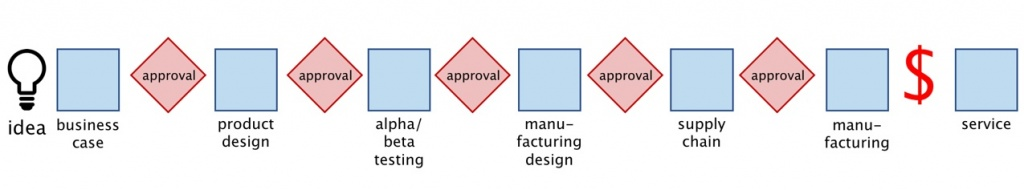 idea
business
case
approval
product
design
approval
alpha/
beta
testing
approval
manu-
facturing
design
approval
supply
chain
approval
manu-
facturing
$
service